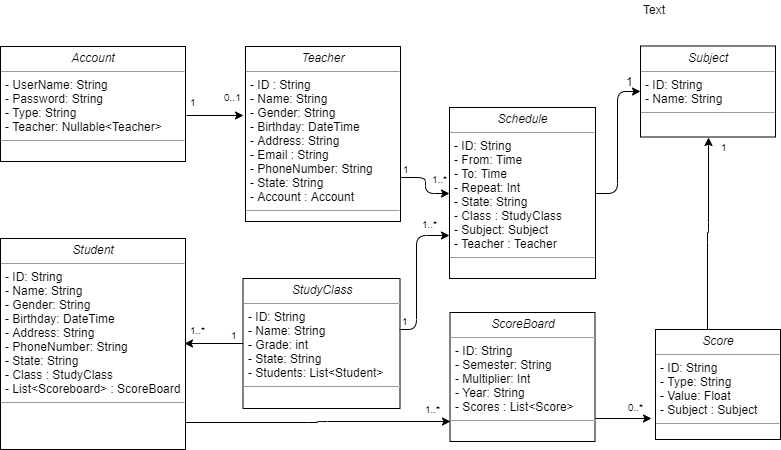 Text
Account
- UserName: String
- Password: String
- Type: String
- Teacher: Nullable<Teacher>
1
0..1
Teacher
- ID : String
- Name: String
- Gender: String
- Birthday: DateTime
- Address: String
- Email : String
- PhoneNumber: String
- State: String
- Account : Account
1
1..*
Schedule
- ID: String
- From: Time
- To: Time
- Repeat: Int
- State: String
- Class : StudyClass
- Subject: Subject
- Teacher : Teacher
1
Subject
- ID: String
- Name: String
1
Student
- ID: String
- Name: String
- Gender: String
- Birthday: DateTime
- Address: String
- PhoneNumber: String
- State: String
- Class : StudyClass
- List<Scoreboard> : ScoreBoard
1..*
1
StudyClass
- ID: String
- Name: String
- Grade: int
- State: String
- Students: List<Student>
1
1..*
ScoreBoard
- ID: String
- Semester: String
- Multiplier: Int
- Year: String
- Scores : List<Score>
1..*
0..*
Score
- ID: String
- Type: String
- Value: Float
- Subject : Subject